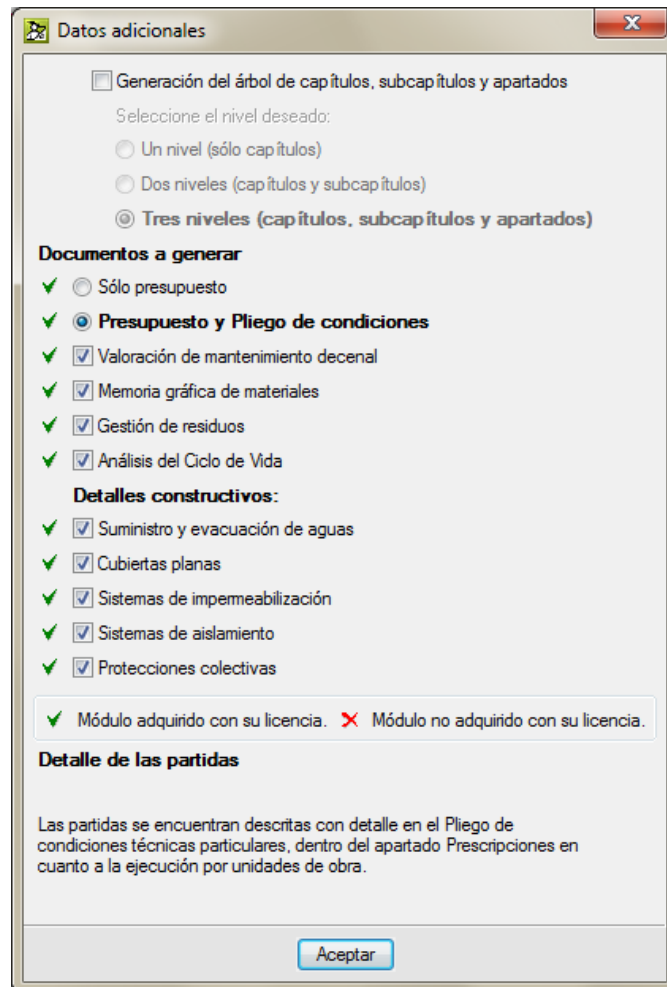 Datos adicionales
Generación del árbol de capítulos, subcapítulos y apartados
Seleccione el nivel deseado:
Un nivel (sólo capítulos)
Dos niveles (capítulos y subcapítulos)
Tres niveles (capítulos, subcapítulos y apartados)
Documentos a generar
Sólo presupuesto
Presupuesto y Pliego de condiciones
Valoración de mantenimiento decenal
Memoria gráfica de materiales
Gestión de residuos
Análisis del Ciclo de Vida
Detalles constructivos:
Suministro y evacuación de aguas
Cubiertas planas
Sistemas de impermeabilización
Sistemas de aislamiento
Protecciones colectivas
Módulo adquirido con su licencia. Módulo no adquirido con su licencia.
Detalle de las partidas
Las partidas se encuentran descritas con detalle en el Pliego de
condiciones técnicas particulares, dentro del apartado Prescripciones en
cuanto a la ejecución por unidades de obra.
Aceptar